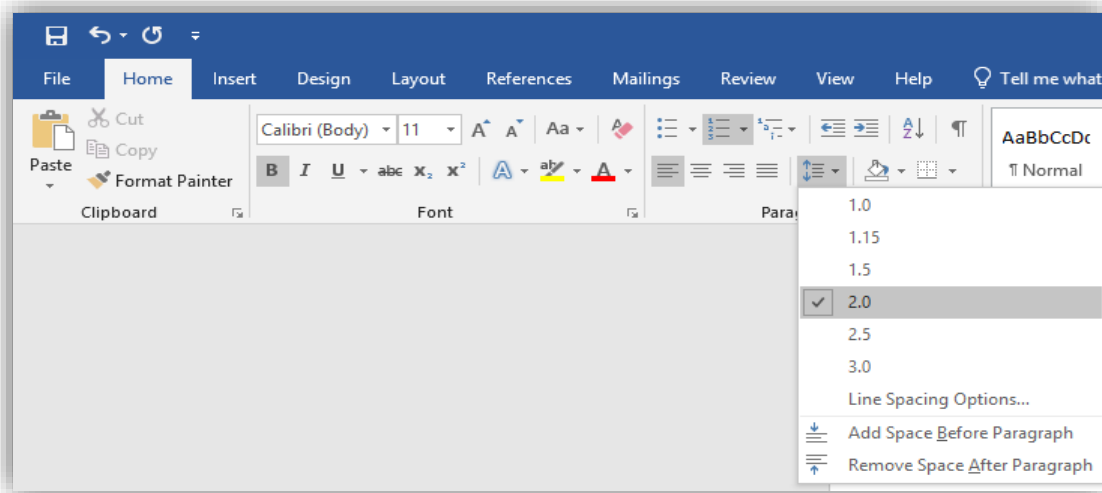 File Home Insert Design Layout References Mailings Review View Help Tell me what
Cut
Calibri (Body) 11 A A Aa
AaBbCcDc
Copy
Paste
Format Painter
B I U abc X₂ X² A aby A
¶ Normal
Clipboard Font Para
1.0
1.15
1.5
2.0
2.5
3.0
Line Spacing Options...
Add Space Before Paragraph
Remove Space After Paragraph